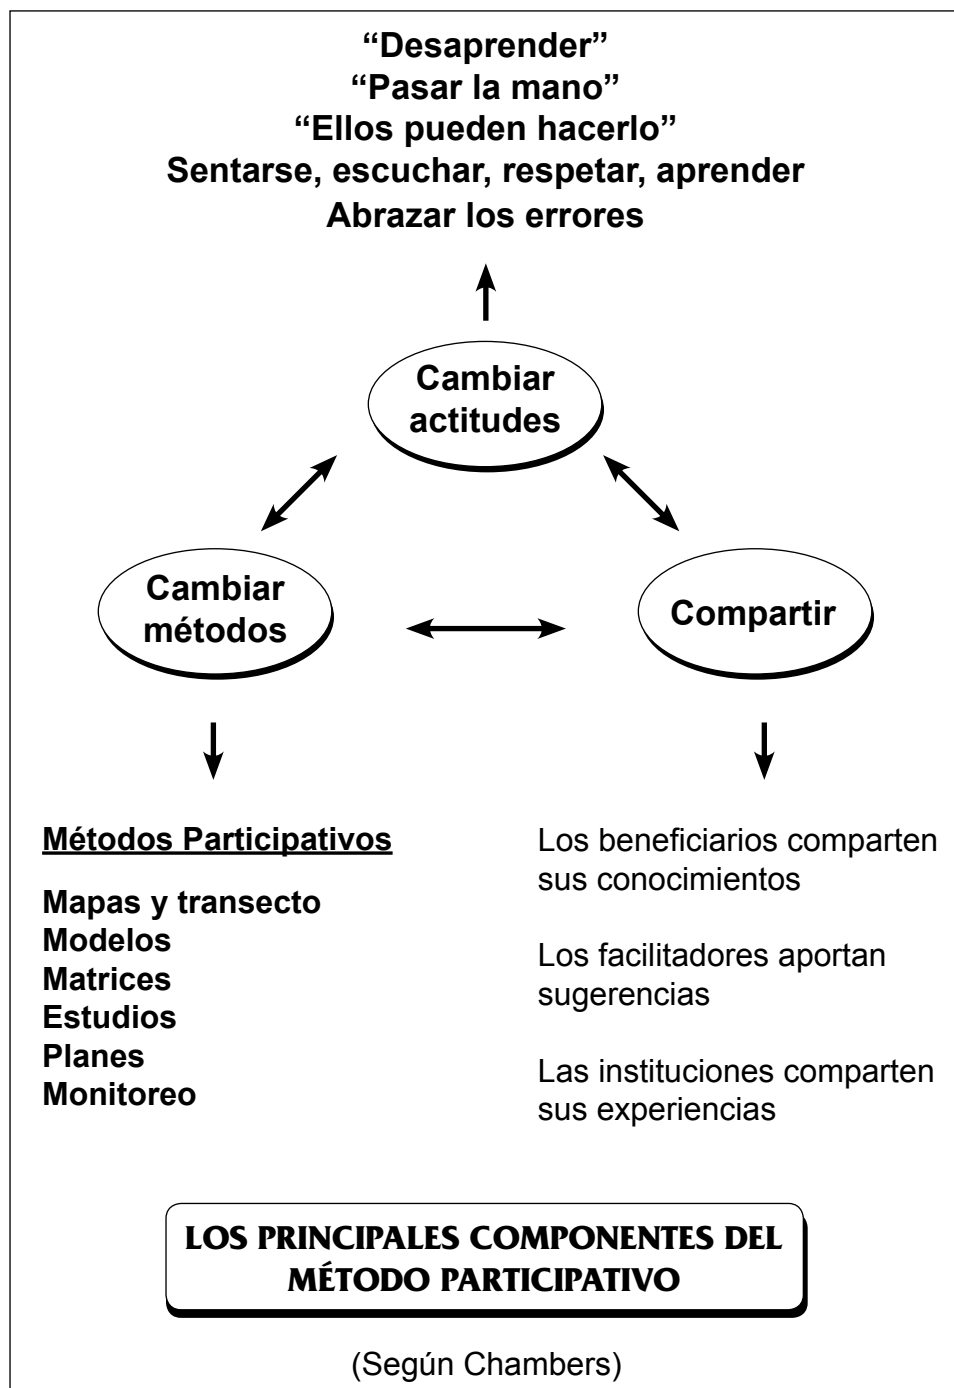 “Desaprender”
“Pasar la mano”
“Ellos pueden hacerlo”
Sentarse, escuchar, respetar, aprender
Abrazar los errores
Cambiar
actitudes
Cambiar
métodos
Compartir
Métodos Participativos
Mapas y transecto
Modelos
Matrices
Estudios
Planes
Monitoreo
Los beneficiarios comparten
sus conocimientos
Los facilitadores aportan
sugerencias
Las instituciones comparten
sus experiencias
LOS PRINCIPALES COMPONENTES DEL
MÉTODO PARTICIPATIVO
(Según Chambers)